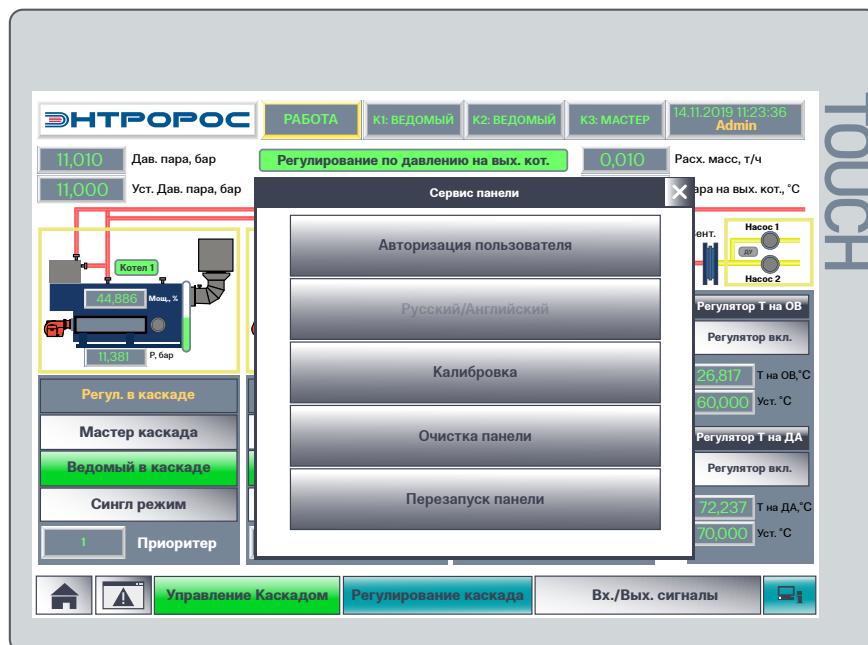 ЭНТРОРОС
РАБОТА
К1: ВЕДОМЫЙ
К2: ВЕДОМЫЙ
К3: МАСТЕР
14.11.2019 11:23:36
Admin
11,010 Дав. пара, бар
Регулирование по давлению на вых. кот.
0,010 Расх. масс, т/ч
11,000 Уст. Дав. пара, бар
ара на вых. кот., °C
Сервис панели
Авторизация пользователя
Русский/Английский
Калибровка
Очистка панели
Перезапуск панели
Котел 1
44,886 Мощ., %
11,381 P, бар
Регул. в каскаде
Мастер каскада
Ведомый в каскаде
Сингл режим
1 Приоритер
ент.
Насос 1
ДУ
Насос 2
Регулятор Т на ОВ
Регулятор вкл.
26,817 Т на ОВ,°C
60,000 Уст. °C
Регулятор Т на ДА
Регулятор вкл.
72,237 Т на ДА,°C
70,000 Уст. °C
Управление Каскадом
Регулирование каскада
Вх./Вых. сигналы
TOUCH